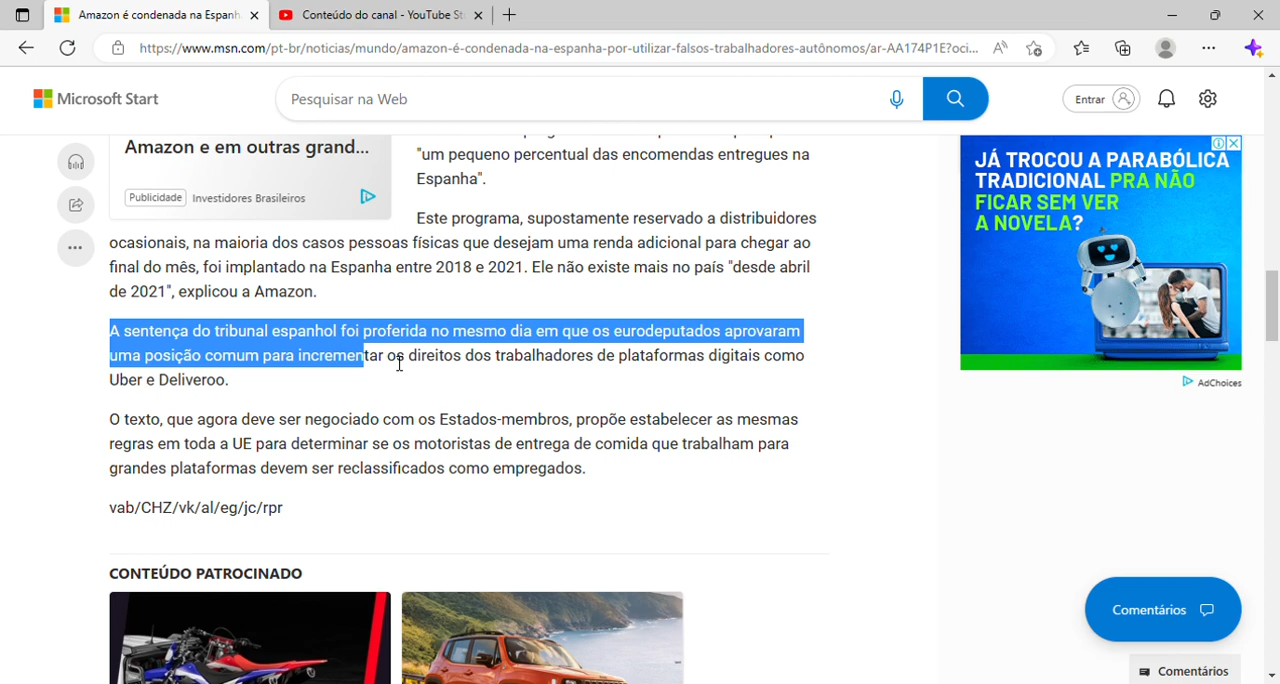 Amazon é condenada na Espanh
Conteúdo do canal - YouTube St
https://www.msn.com/pt-br/noticias/mundo/amazon-é-condenada-na-espanha-por-utilizar-falsos-trabalhadores-autônomos/ar-AA174P1E?oci...
Microsoft Start
Pesquisar na Web
Entrar
Amazon e em outras grand...
Publicidade Investidores Brasileiros
"um pequeno percentual das encomendas entregues na
Espanha".
Este programa, supostamente reservado a distribuidores
ocasionais, na maioria dos casos pessoas físicas que desejam uma renda adicional para chegar ao
final do mês, foi implantado na Espanha entre 2018 e 2021. Ele não existe mais no país "desde abril
de 2021", explicou a Amazon.
A sentença do tribunal espanhol foi proferida no mesmo dia em que os eurodeputados aprovaram
uma posição comum para incrementar os direitos dos trabalhadores de plataformas digitais como
Uber e Deliveroo.
O texto, que agora deve ser negociado com os Estados-membros, propõe estabelecer as mesmas
regras em toda a UE para determinar se os motoristas de entrega de comida que trabalham para
grandes plataformas devem ser reclassificados como empregados.
vab/CHZ/vk/al/eg/jc/rpr
CONTEÚDO PATROCINADO
JÁ TROCOU A PARABÓLICA
TRADICIONAL PRA NÃO
FICAR SEM VER
A NOVELA?
AdChoices
Comentários
Comentários